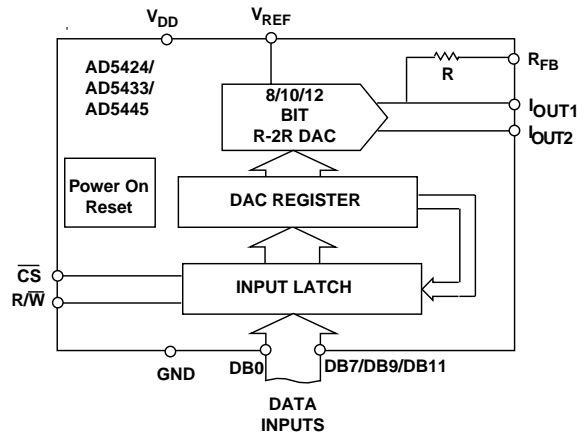 VDD
VREF
AD5424/
AD5433/
AD5445
8/10/12
BIT
R-2R DAC
R
RFB
IOUT1
IOUT2
Power On
Reset
DAC REGISTER
C̅S̅
R/W̅
INPUT LATCH
GND
DB0
DB7/DB9/DB11
DATA
INPUTS